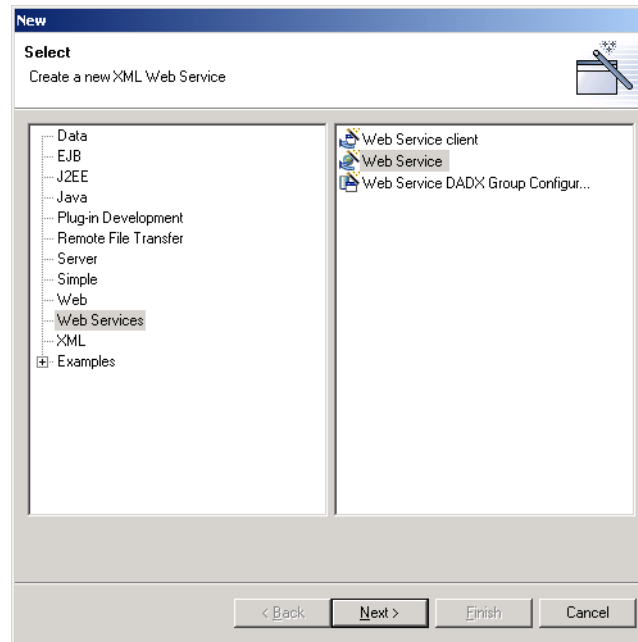 New
Select
Create a new XML Web Service
Data
EJB
J2EE
Java
Plug-in Development
Remote File Transfer
Server
Simple
Web
Web Services
XML
Examples
Web Service client
Web Service
Web Service DADX Group Configur...
< Back
Next >
Finish
Cancel